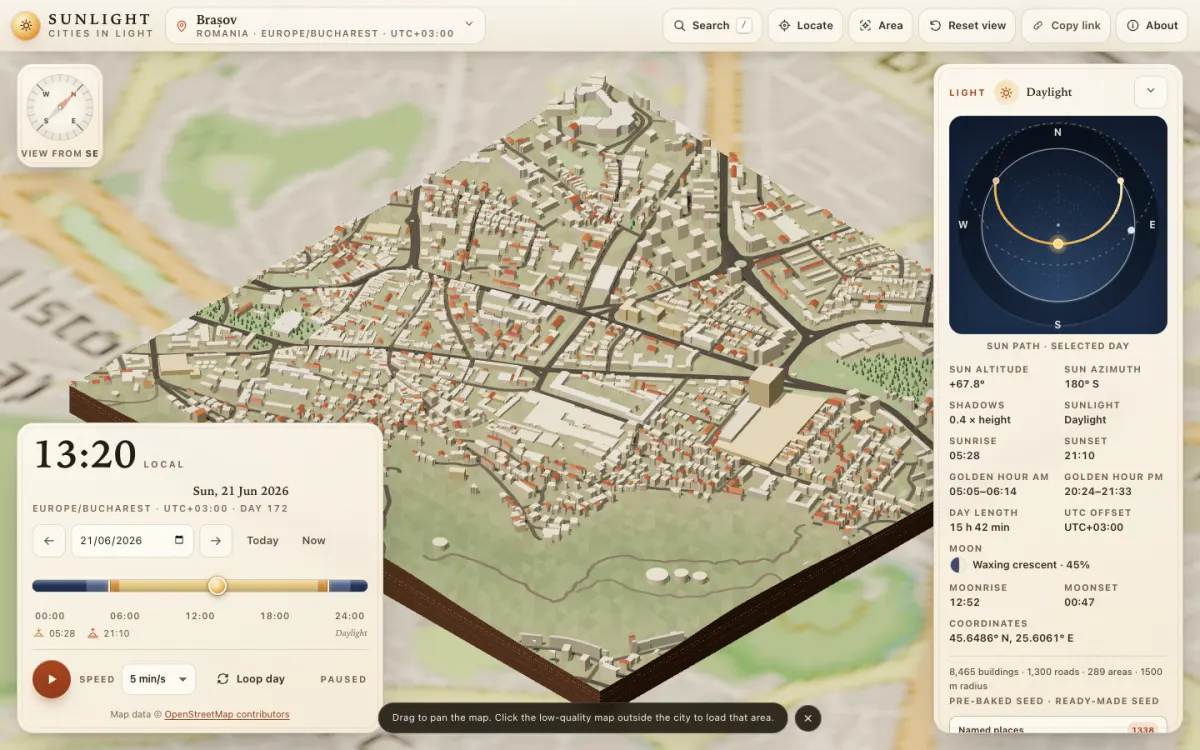 SUNLIGHT
CITIES IN LIGHT
Brașov
ROMANIA · EUROPE/BUCHAREST · UTC+03:00
Search /
Locate
Area
Reset view
Copy link
About
W N
S E
VIEW FROM SE
LIGHT Daylight
N
W E
S
SUN PATH · SELECTED DAY
SUN ALTITUDE SUN AZIMUTH
+67.8° 180° S
SHADOWS SUNLIGHT
0.4 × height Daylight
SUNRISE SUNSET
05:28 21:10
GOLDEN HOUR AM GOLDEN HOUR PM
05:05–06:14 20:24–21:33
DAY LENGTH UTC OFFSET
15 h 42 min UTC+03:00
MOON
Waxing crescent · 45%
MOONRISE MOONSET
12:52 00:47
COORDINATES
45.6486° N, 25.6061° E
8,465 buildings · 1,300 roads · 289 areas · 1500
m radius
PRE-BAKED SEED · READY-MADE SEED
Named places 1338
13:20 LOCAL
Sun, 21 Jun 2026
EUROPE/BUCHAREST · UTC+03:00 · DAY 172
← 21/06/2026 → Today Now
00:00 06:00 12:00 18:00 24:00
05:28 21:10 Daylight
SPEED 5 min/s Loop day PAUSED
Map data © OpenStreetMap contributors
Drag to pan the map. Click the low-quality map outside the city to load that area. ×